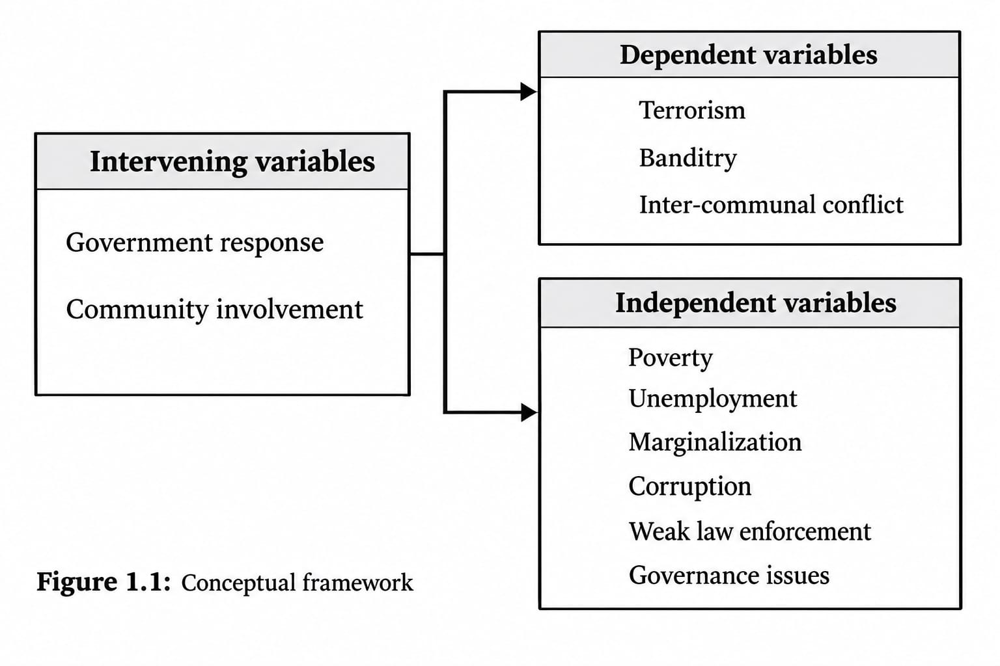 Dependent variables
Terrorism
Banditry
Inter-communal conflict
Intervening variables
Government response
Community involvement
Independent variables
Poverty
Unemployment
Marginalization
Corruption
Weak law enforcement
Governance issues
Figure 1.1: Conceptual framework